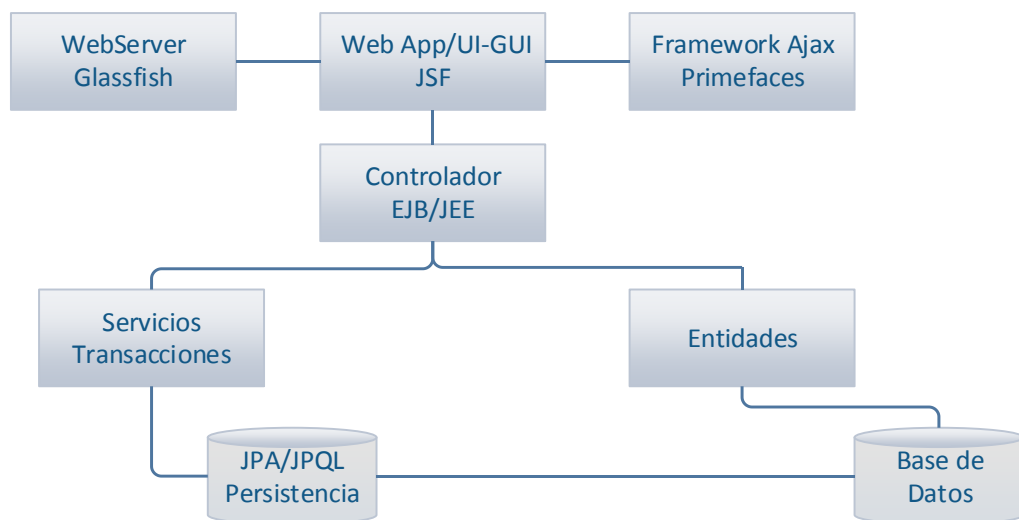 WebServer
Glassfish
Web App/UI-GUI
JSF
Framework Ajax
Primefaces
Controlador
EJB/JEE
Servicios
Transacciones
Entidades
JPA/JPQL
Persistencia
Base de
Datos